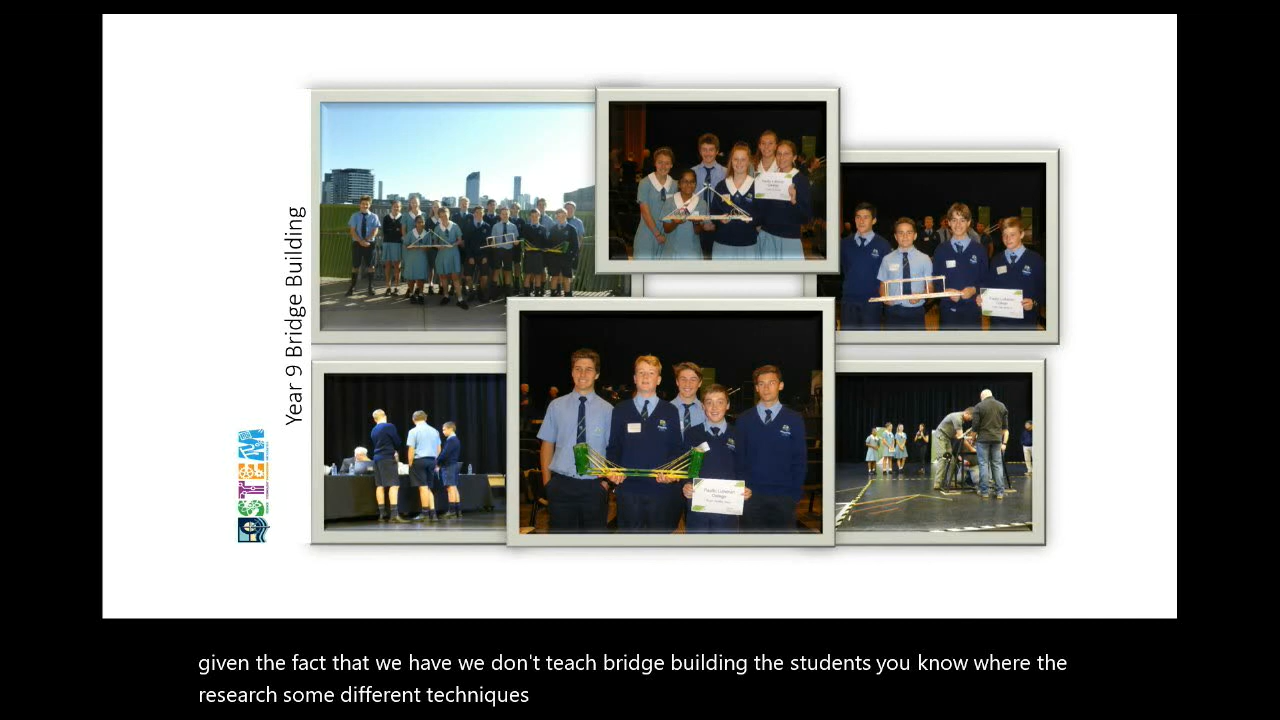 Year 9 Bridge Building
STEM
given the fact that we have we don't teach bridge building the students you know where the
research some different techniques